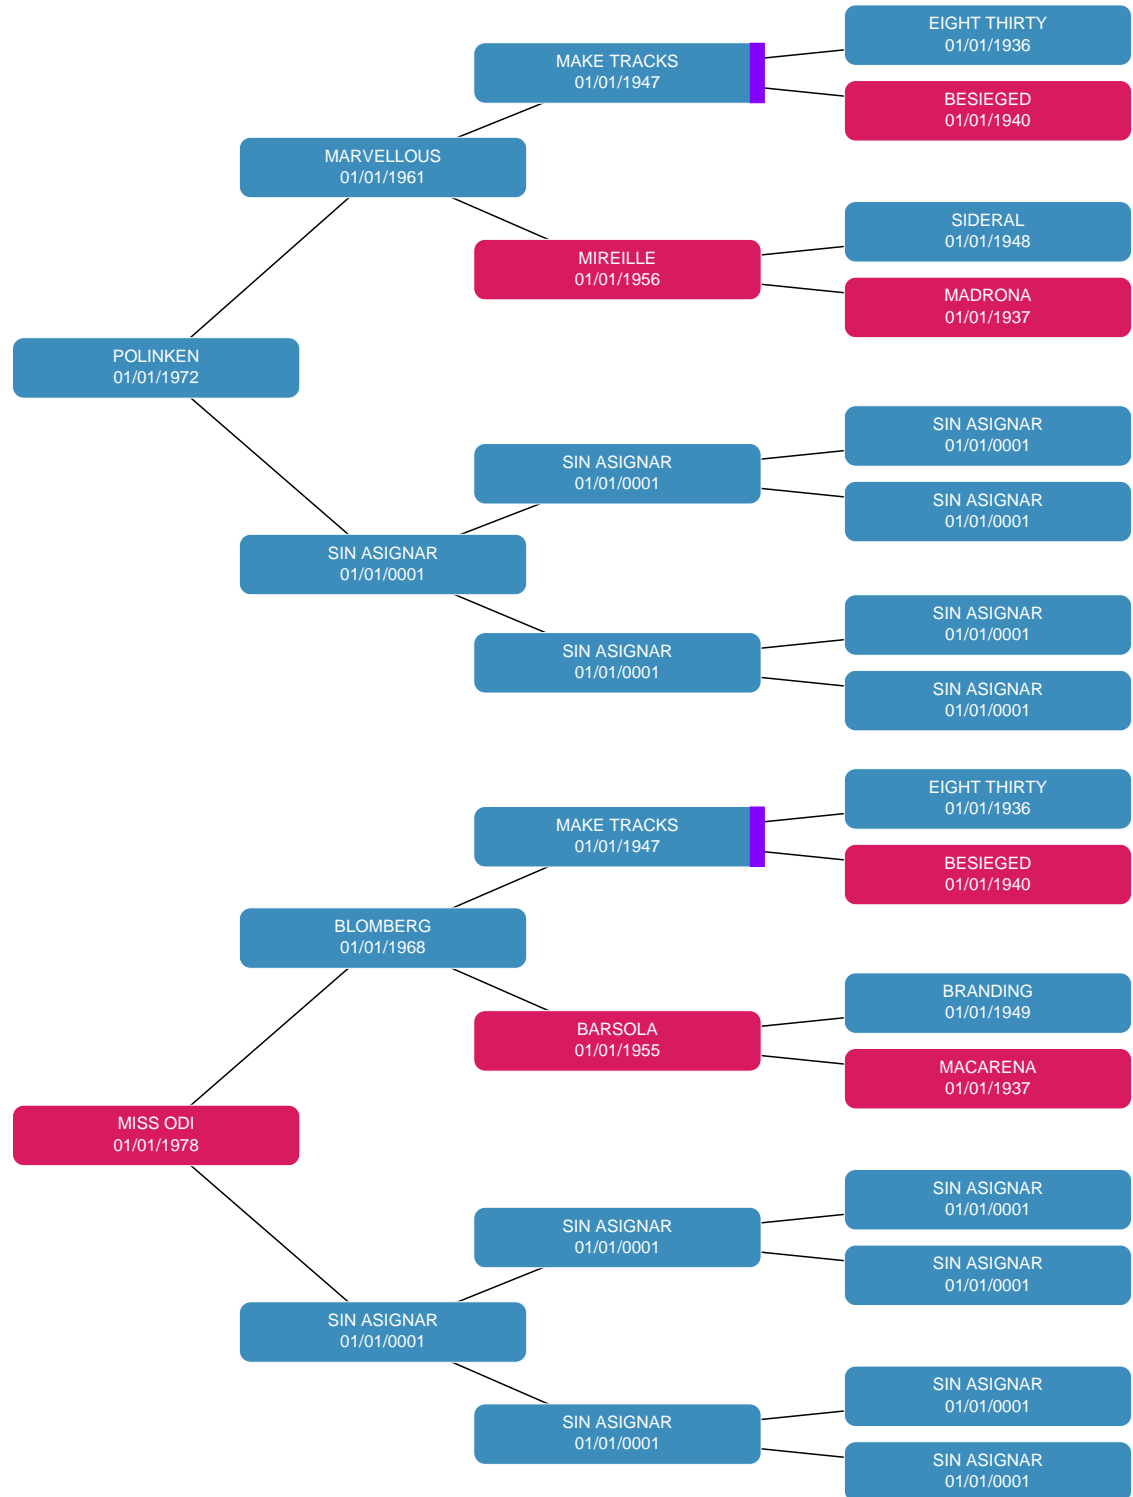 EIGHT THIRTY
01/01/1936
MAKE TRACKS
01/01/1947
BESIEGED
01/01/1940
MARVELLOUS
01/01/1961
SIDERAL
01/01/1948
MIREILLE
01/01/1956
MADRONA
01/01/1937
POLINKEN
01/01/1972
SIN ASIGNAR
01/01/0001
SIN ASIGNAR
01/01/0001
SIN ASIGNAR
01/01/0001
SIN ASIGNAR
01/01/0001
SIN ASIGNAR
01/01/0001
SIN ASIGNAR
01/01/0001
SIN ASIGNAR
01/01/0001
EIGHT THIRTY
01/01/1936
MAKE TRACKS
01/01/1947
BESIEGED
01/01/1940
BLOMBERG
01/01/1968
BRANDING
01/01/1949
BARSOLA
01/01/1955
MACARENA
01/01/1937
MISS ODI
01/01/1978
SIN ASIGNAR
01/01/0001
SIN ASIGNAR
01/01/0001
SIN ASIGNAR
01/01/0001
SIN ASIGNAR
01/01/0001
SIN ASIGNAR
01/01/0001
SIN ASIGNAR
01/01/0001
SIN ASIGNAR
01/01/0001